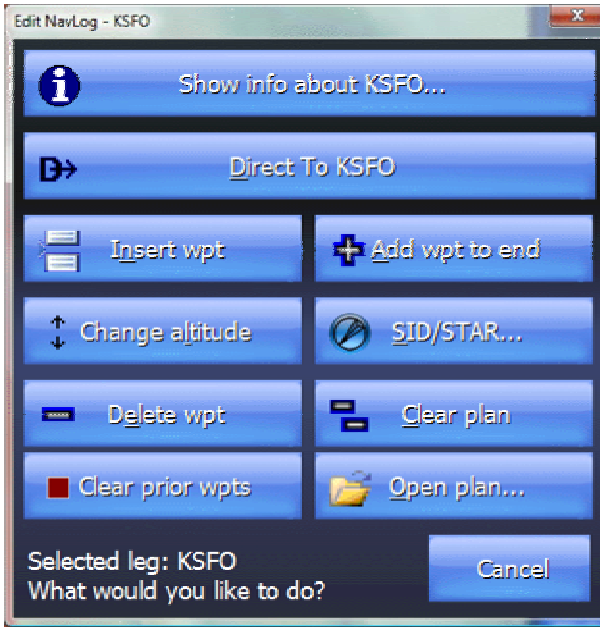 Edit NavLog - KSFO
Show info about KSFO...
Direct To KSFO
Insert wpt
Add wpt to end
Change altitude
SID/STAR...
Delete wpt
Clear plan
Clear prior wpts
Open plan...
Selected leg: KSFO
What would you like to do?
Cancel